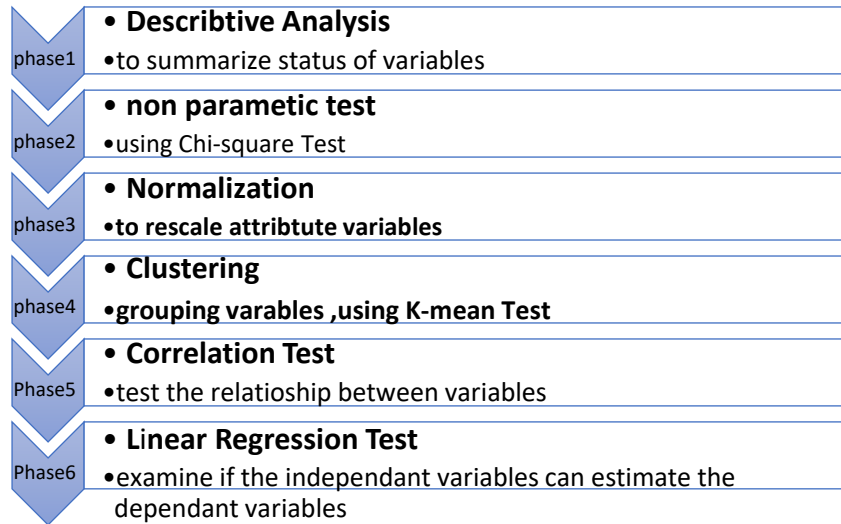 phase1
• Describtive Analysis
•to summarize status of variables
phase2
• non parametic test
•using Chi-square Test
phase3
• Normalization
•to rescale attribtute variables
phase4
• Clustering
•grouping varables ,using K-mean Test
Phase5
• Correlation Test
•test the relatioship between variables
Phase6
• Linear Regression Test
•examine if the independant variables can estimate the
dependant variables